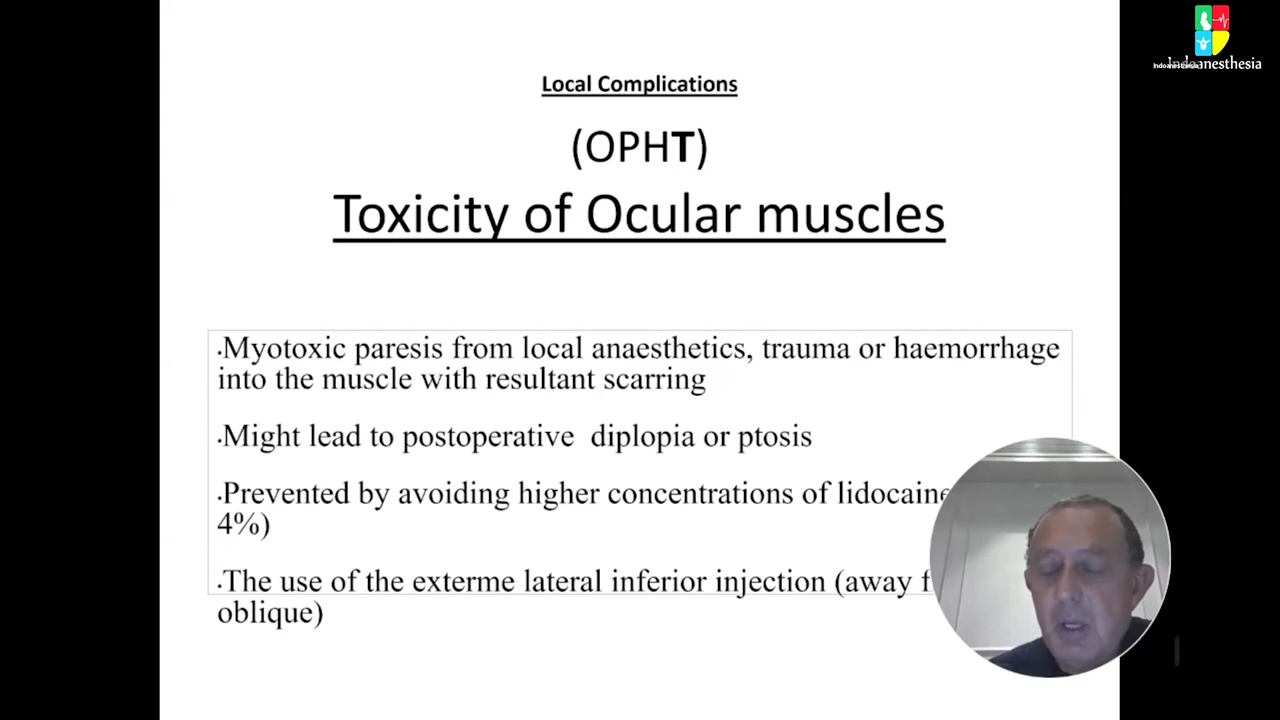 Indoanesthesia
Local Complications
(OPHT)
Toxicity of Ocular muscles
.Myotoxic paresis from local anaesthetics, trauma or haemorrhage
into the muscle with resultant scarring
.Might lead to postoperative  diplopia or ptosis
.Prevented by avoiding higher concentrations of lidocaine
4%)
.The use of the exterme lateral inferior injection (away
oblique)